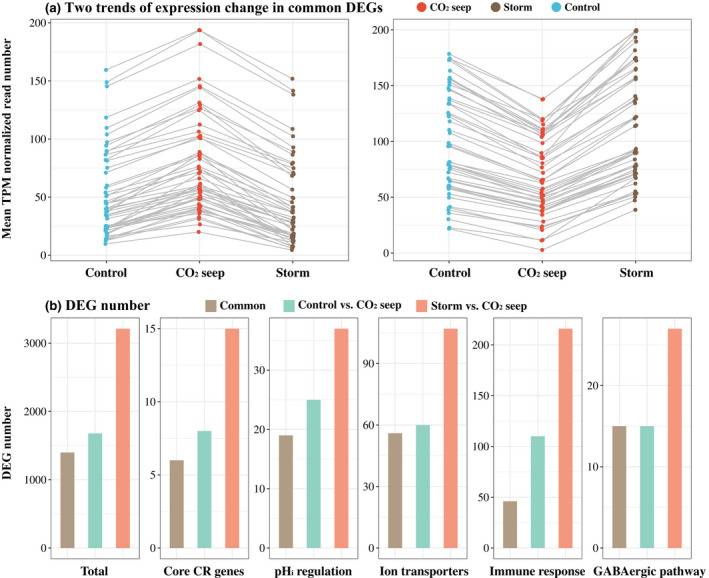 (a) Two trends of expression change in common DEGs
CO₂ seep Storm Control
Mean TPM normalized read number
200
150
100
50
0
Control CO₂ seep Storm
200
150
100
50
0
Control CO₂ seep Storm
(b) DEG number
Common Control vs. CO₂ seep Storm vs. CO₂ seep
DEG number
3000
2000
1000
0
Total
15
10
5
0
Core CR genes
30
20
10
0
pHᵢ regulation
90
60
30
0
Ion transporters
200
150
100
50
0
Immune response
20
10
0
GABAergic pathway